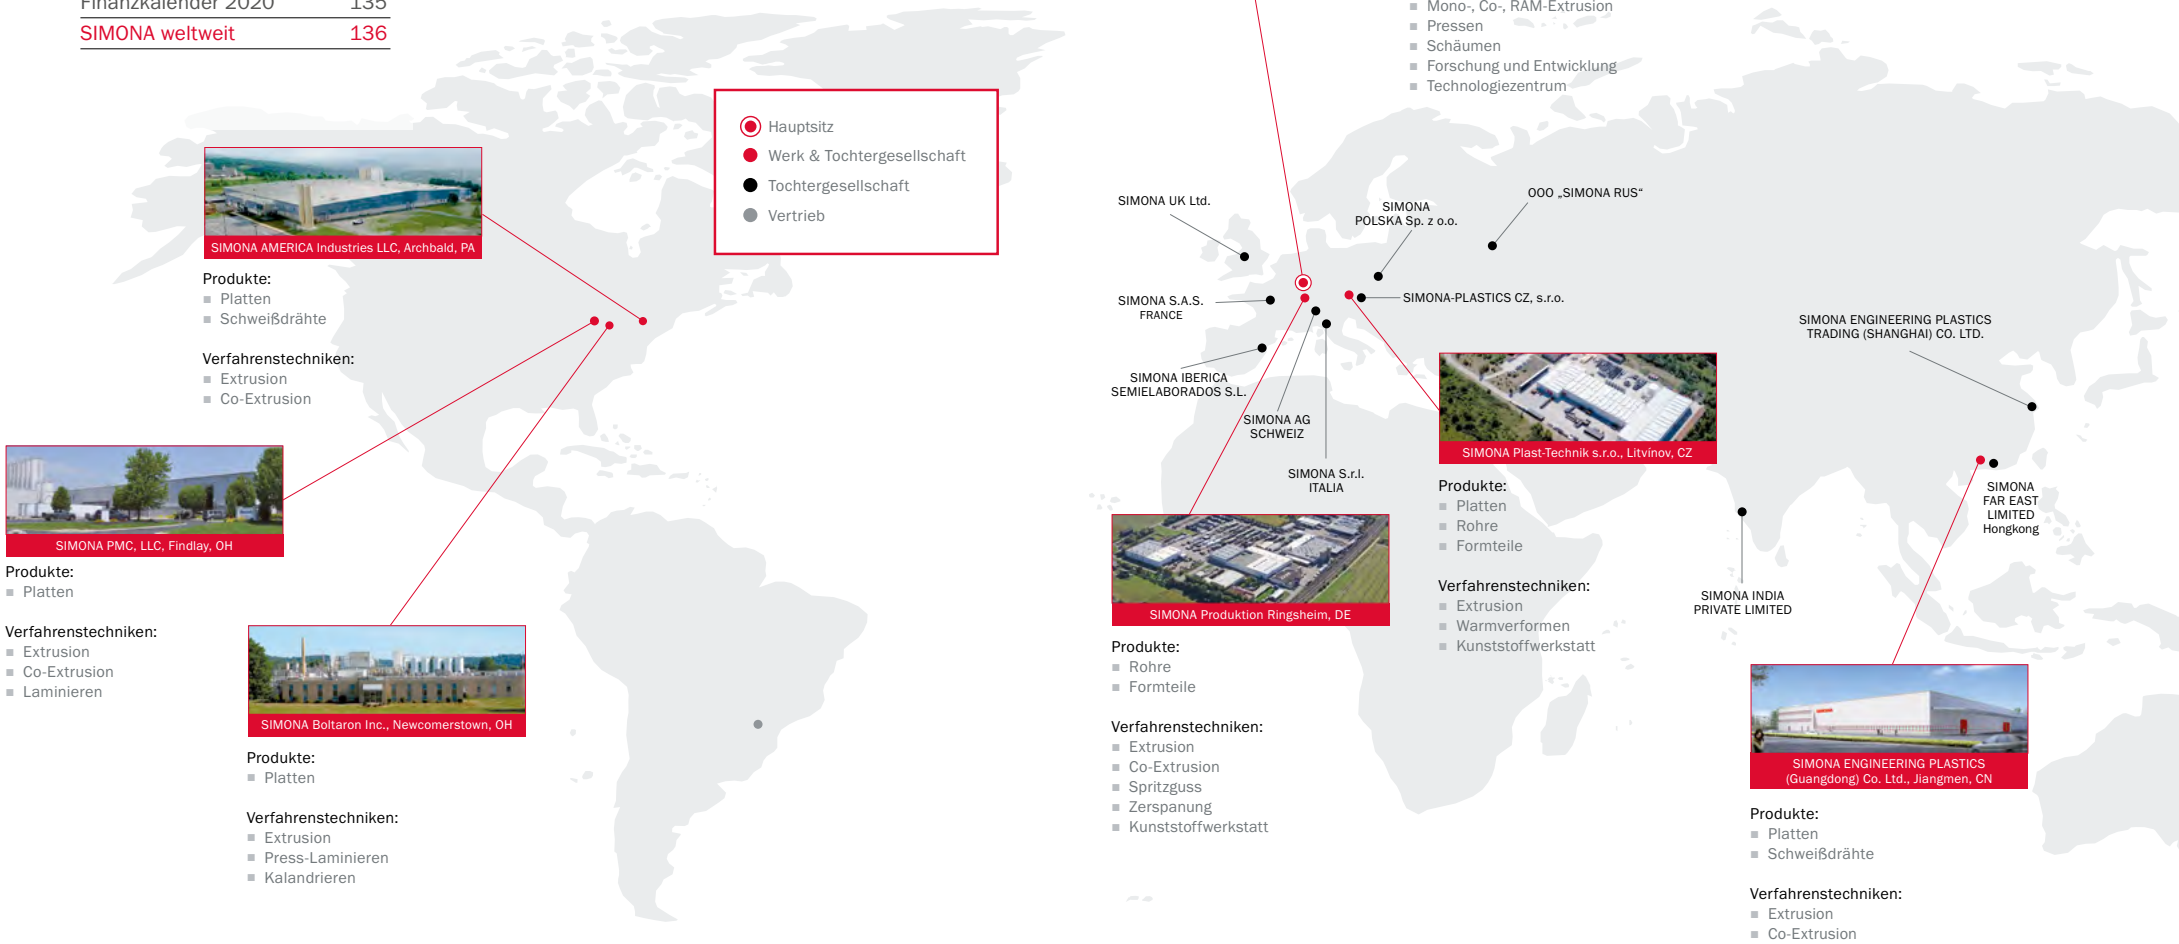 Finanzkalender 2020 135
SIMONA weltweit 136
Mono-, Co-, RAM-Extrusion
Pressen
Schäumen
Forschung und Entwicklung
Technologiezentrum
Hauptsitz
Werk & Tochtergesellschaft
Tochtergesellschaft
Vertrieb
SIMONA AMERICA Industries LLC, Archbald, PA
Produkte:
Platten
Schweißdrähte
Verfahrenstechniken:
Extrusion
Co-Extrusion
SIMONA PMC, LLC, Findlay, OH
Produkte:
Platten
Verfahrenstechniken:
Extrusion
Co-Extrusion
Laminieren
SIMONA Boltaron Inc., Newcomerstown, OH
Produkte:
Platten
Verfahrenstechniken:
Extrusion
Press-Laminieren
Kalandrieren
SIMONA UK Ltd.
SIMONA
POLSKA Sp. z o.o.
OOO „SIMONA RUS“
SIMONA S.A.S.
FRANCE
SIMONA-PLASTICS CZ, s.r.o.
SIMONA IBERICA
SEMIELABORADOS S.L.
SIMONA AG
SCHWEIZ
SIMONA S.r.l.
ITALIA
SIMONA ENGINEERING PLASTICS
TRADING (SHANGHAI) CO. LTD.
SIMONA
FAR EAST
LIMITED
Hongkong
SIMONA INDIA
PRIVATE LIMITED
SIMONA Produktion Ringsheim, DE
Produkte:
Rohre
Formteile
Verfahrenstechniken:
Extrusion
Co-Extrusion
Spritzguss
Zerspanung
Kunststoffwerkstatt
SIMONA Plast-Technik s.r.o., Litvínov, CZ
Produkte:
Platten
Rohre
Formteile
Verfahrenstechniken:
Extrusion
Warmverformen
Kunststoffwerkstatt
SIMONA ENGINEERING PLASTICS
(Guangdong) Co. Ltd., Jiangmen, CN
Produkte:
Platten
Schweißdrähte
Verfahrenstechniken:
Extrusion
Co-Extrusion